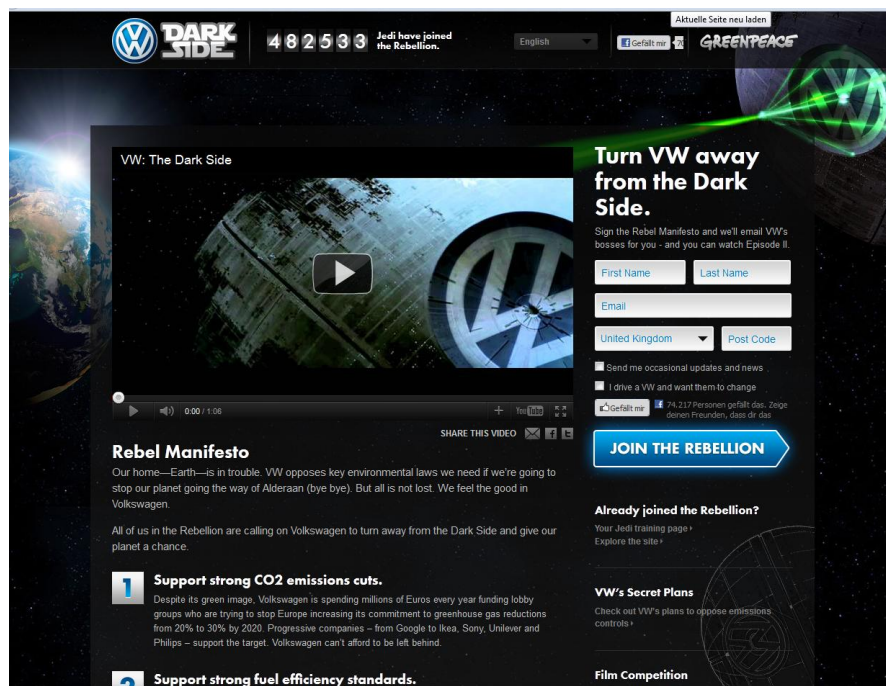 Aktuelle Seite neu laden
VW DARK SIDE
482533
Jedi have joined
the Rebellion.
English
Gefällt mir
GREENPEACE
VW: The Dark Side
0:00 / 1:06
YouTube
SHARE THIS VIDEO
Turn VW away
from the Dark
Side.
Sign the Rebel Manifesto and we'll email VW's
bosses for you - and you can watch Episode II.
First Name
Last Name
Email
United Kingdom
Post Code
Send me occasional updates and news
I drive a VW and want them to change
Gefällt mir
74.217 Personen gefällt das. Zeige
deinen Freunden, dass dir das
JOIN THE REBELLION
Rebel Manifesto
Our home—Earth—is in trouble. VW opposes key environmental laws we need if we're going to
stop our planet going the way of Alderaan (bye bye). But all is not lost. We feel the good in
Volkswagen.
All of us in the Rebellion are calling on Volkswagen to turn away from the Dark Side and give our
planet a chance.
1
Support strong CO2 emissions cuts.
Despite its green image, Volkswagen is spending millions of Euros every year funding lobby
groups who are trying to stop Europe increasing its commitment to greenhouse gas reductions
from 20% to 30% by 2020. Progressive companies – from Google to Ikea, Sony, Unilever and
Philips – support the target. Volkswagen can't afford to be left behind.
2
Support strong fuel efficiency standards.
Already joined the Rebellion?
Your Jedi training page
Explore the site
VW's Secret Plans
Check out VW's plans to oppose emissions
controls
Film Competition